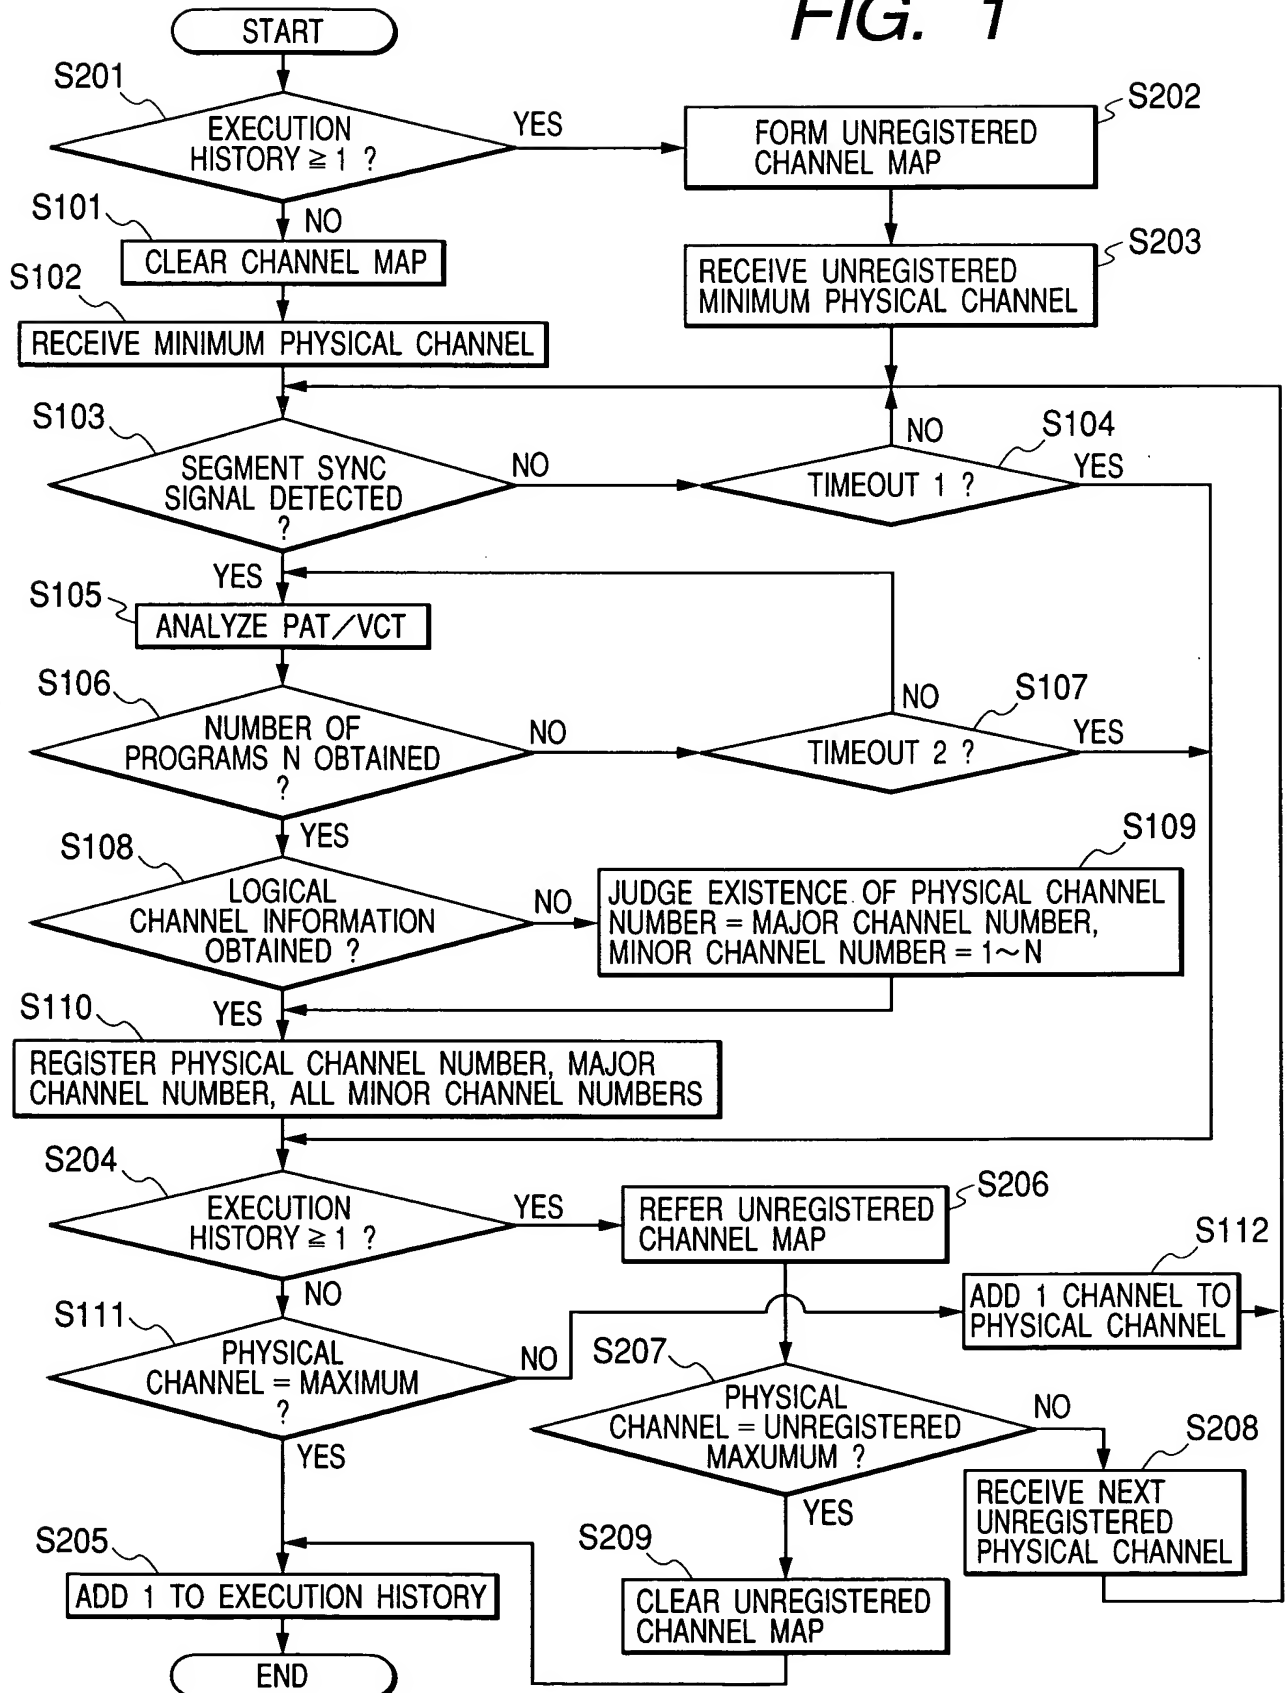 FIG. 1
START
S201
EXECUTION
HISTORY ≧ 1 ?
YES
S202
FORM UNREGISTERED
CHANNEL MAP
NO
S101
CLEAR CHANNEL MAP
S203
RECEIVE UNREGISTERED
MINIMUM PHYSICAL CHANNEL
S102
RECEIVE MINIMUM PHYSICAL CHANNEL
S103
SEGMENT SYNC
SIGNAL DETECTED
?
NO
NO
S104
TIMEOUT 1 ?
YES
YES
S105
ANALYZE PAT/VCT
S106
NUMBER OF
PROGRAMS N OBTAINED
?
NO
NO
S107
TIMEOUT 2 ?
YES
YES
S108
LOGICAL
CHANNEL INFORMATION
OBTAINED ?
NO
S109
JUDGE EXISTENCE OF PHYSICAL CHANNEL
NUMBER = MAJOR CHANNEL NUMBER,
MINOR CHANNEL NUMBER = 1~N
YES
S110
REGISTER PHYSICAL CHANNEL NUMBER, MAJOR
CHANNEL NUMBER, ALL MINOR CHANNEL NUMBERS
S204
EXECUTION
HISTORY ≧ 1 ?
YES
S206
REFER UNREGISTERED
CHANNEL MAP
NO
S112
ADD 1 CHANNEL TO
PHYSICAL CHANNEL
S111
PHYSICAL
CHANNEL = MAXIMUM
?
NO
S207
PHYSICAL
CHANNEL = UNREGISTERED
MAXUMUM ?
NO
S208
RECEIVE NEXT
UNREGISTERED
PHYSICAL CHANNEL
YES
YES
S205
ADD 1 TO EXECUTION HISTORY
S209
CLEAR UNREGISTERED
CHANNEL MAP
END